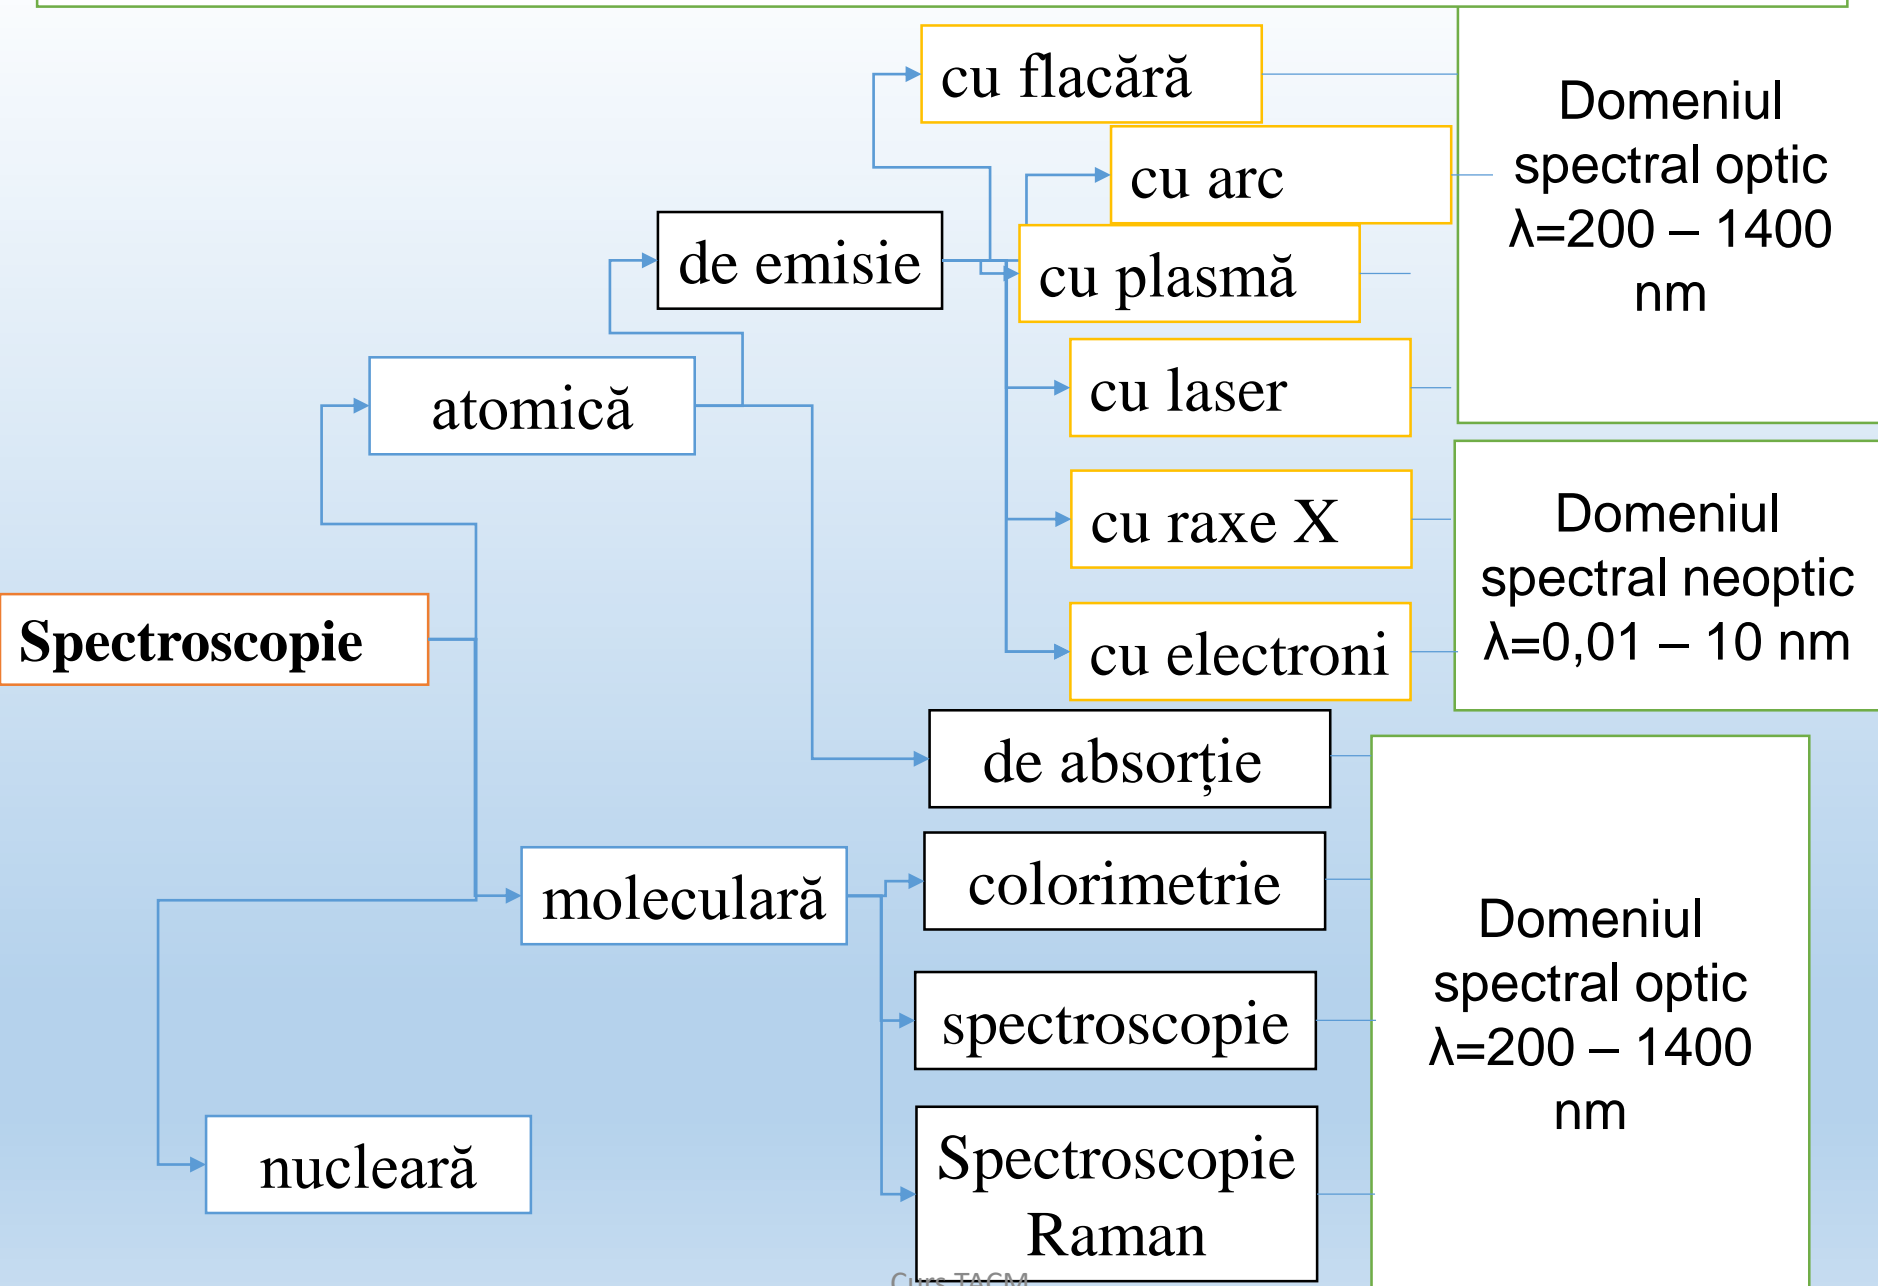 cu flacără
cu arc
de emisie
cu plasmă
Domeniul
spectral optic
λ=200 – 1400
nm
atomică
cu laser
cu raxe X
cu electroni
Domeniul
spectral neoptic
λ=0,01 – 10 nm
Spectroscopie
de absorție
moleculară
colorimetrie
spectroscopie
Spectroscopie
Raman
Domeniul
spectral optic
λ=200 – 1400
nm
nucleară
Curs TACM